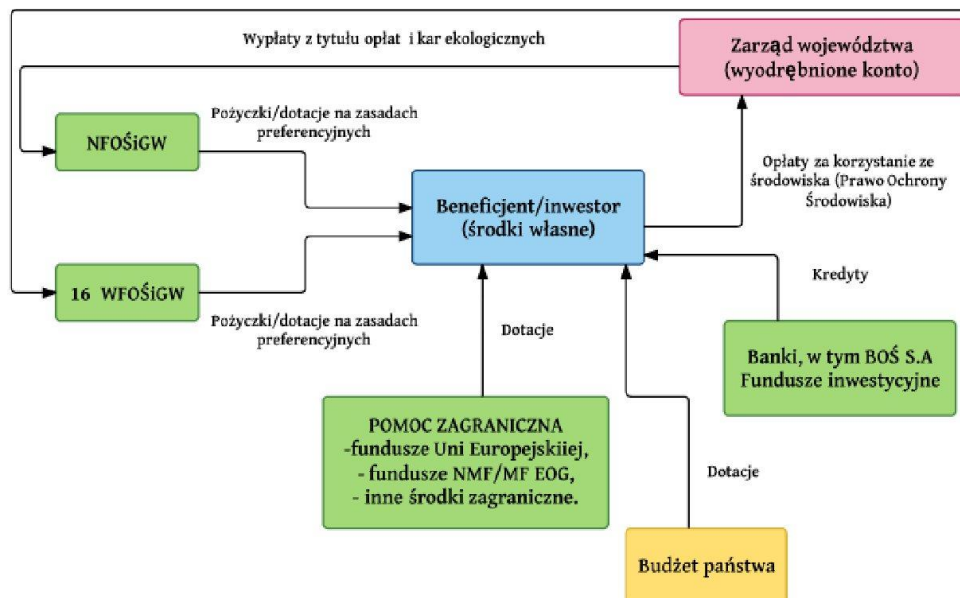 Wypłaty z tytułu opłat i kar ekologicznych
Zarząd województwa
(wyodrębnione konto)
Pożyczki/dotacje na zasadach
preferencyjnych
NFOŚiGW
Opłaty za korzystanie ze
środowiska (Prawo Ochrony
Środowiska)
Beneficjent/inwestor
(środki własne)
16 WFOŚiGW
Kredyty
Pożyczki/dotacje na zasadach
preferencyjnych
Dotacje
Banki, w tym BOŚ S.A
Fundusze inwestycyjne
POMOC ZAGRANICZNA
-fundusze Uni Europejskiiej,
- fundusze NMF/MF EOG,
- inne środki zagraniczne.
Dotacje
Budżet państwa